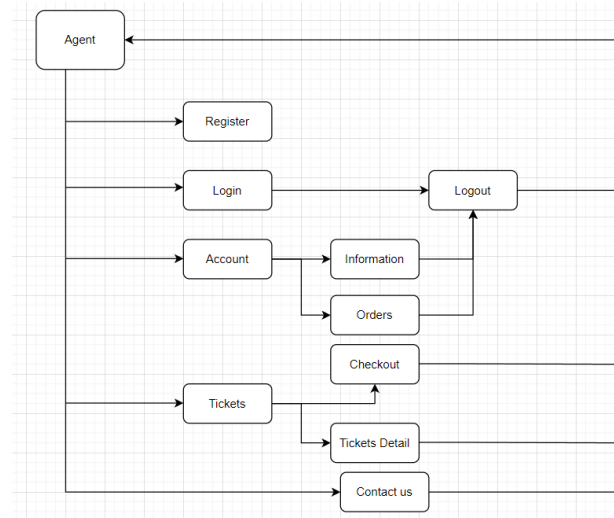 Agent
Register
Login
Logout
Account
Information
Orders
Checkout
Tickets
Tickets Detail
Contact us